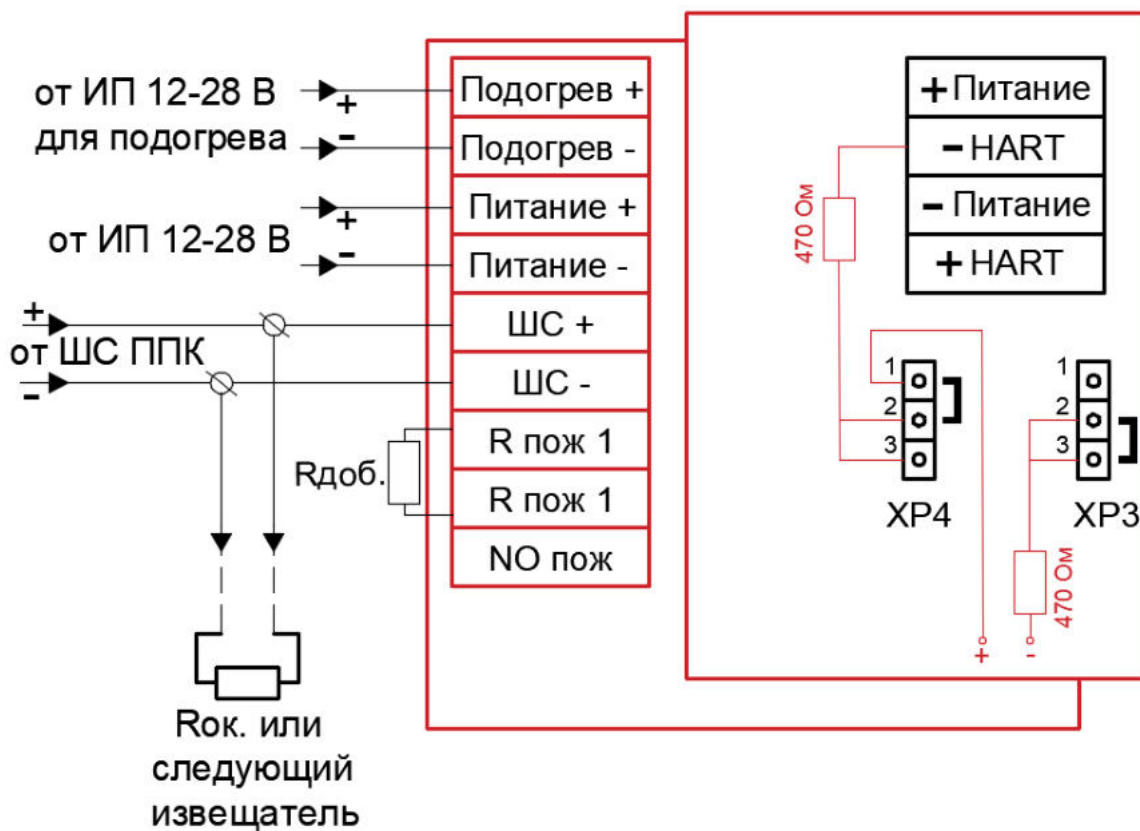 от ИП 12-28 В
для подогрева
+
-
от ИП 12-28 В
+
-
+
от ШС ППК
-
Rдоб.
Rок. или
следующий
извещатель
Подогрев +
Подогрев -
Питание +
Питание -
ШС +
ШС -
R пож 1
R пож 1
NO пож
+ Питание
- HART
- Питание
+ HART
470 Ом
1
2
3
XP4
1
2
3
XP3
470 Ом
+
-